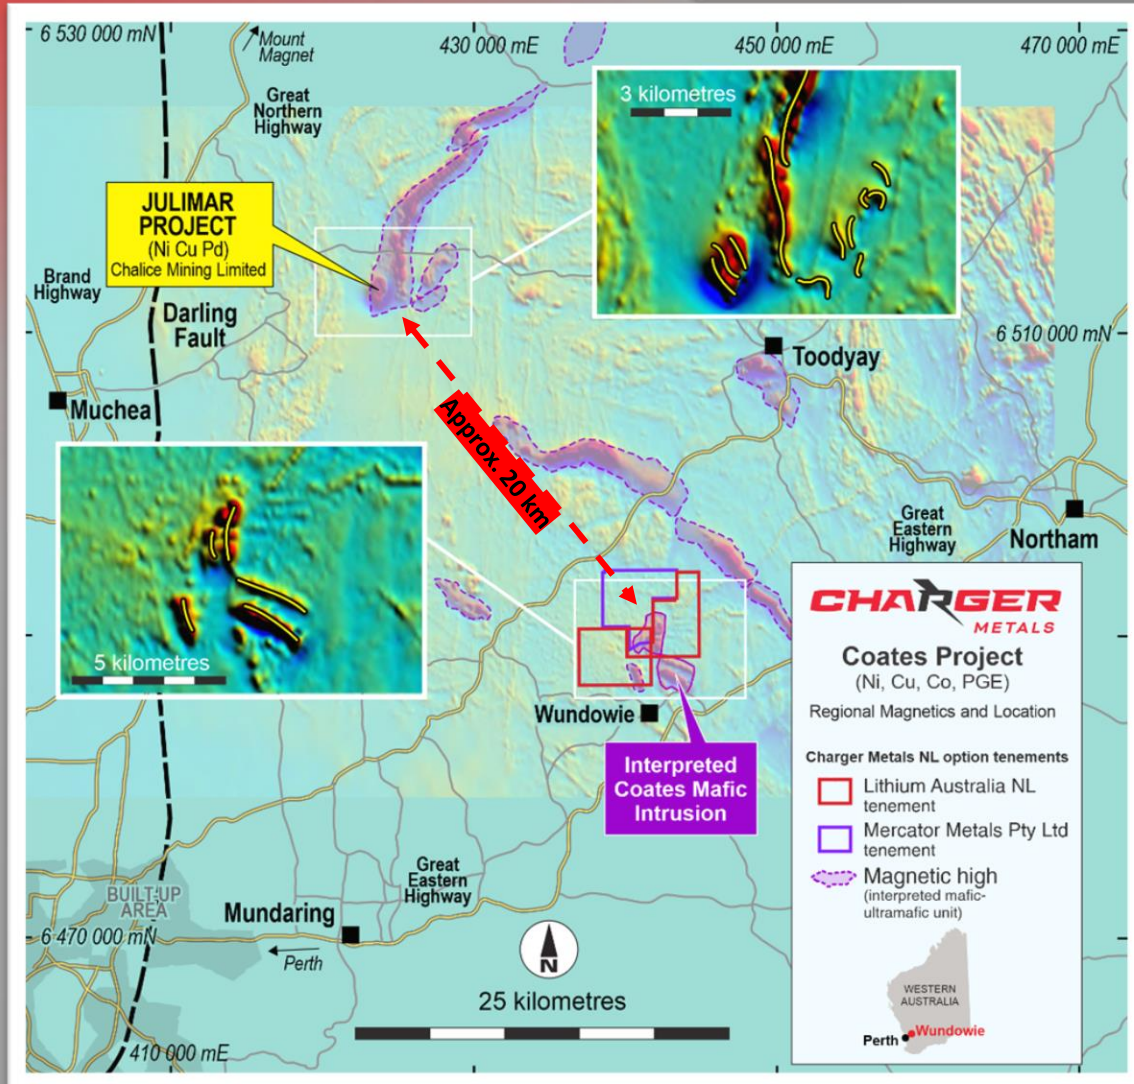 6 530 000 mN
430 000 mE
450 000 mE
470 000 mE
Mount
Magnet
Great
Northern
Highway
3 kilometres
JULIMAR
PROJECT
(Ni Cu Pd)
Chalice Mining Limited
Brand
Highway
Darling
Fault
6 510 000 mN
Toodyay
Muchea
Approx. 20 km
Great
Eastern
Highway
Northam
5 kilometres
Wundowie
Interpreted
Coates Mafic
Intrusion
CHARGER
METALS
Coates Project
(Ni, Cu, Co, PGE)
Regional Magnetics and Location
Charger Metals NL option tenements
Lithium Australia NL
tenement
Mercator Metals Pty Ltd
tenement
Magnetic high
(interpreted mafic-
ultramafic unit)
WESTERN
AUSTRALIA
Wundowie
Perth
Great
Eastern
Highway
BUILT-UP
AREA
Mundaring
6 470 000 mN
Perth
N
25 kilometres
410 000 mE